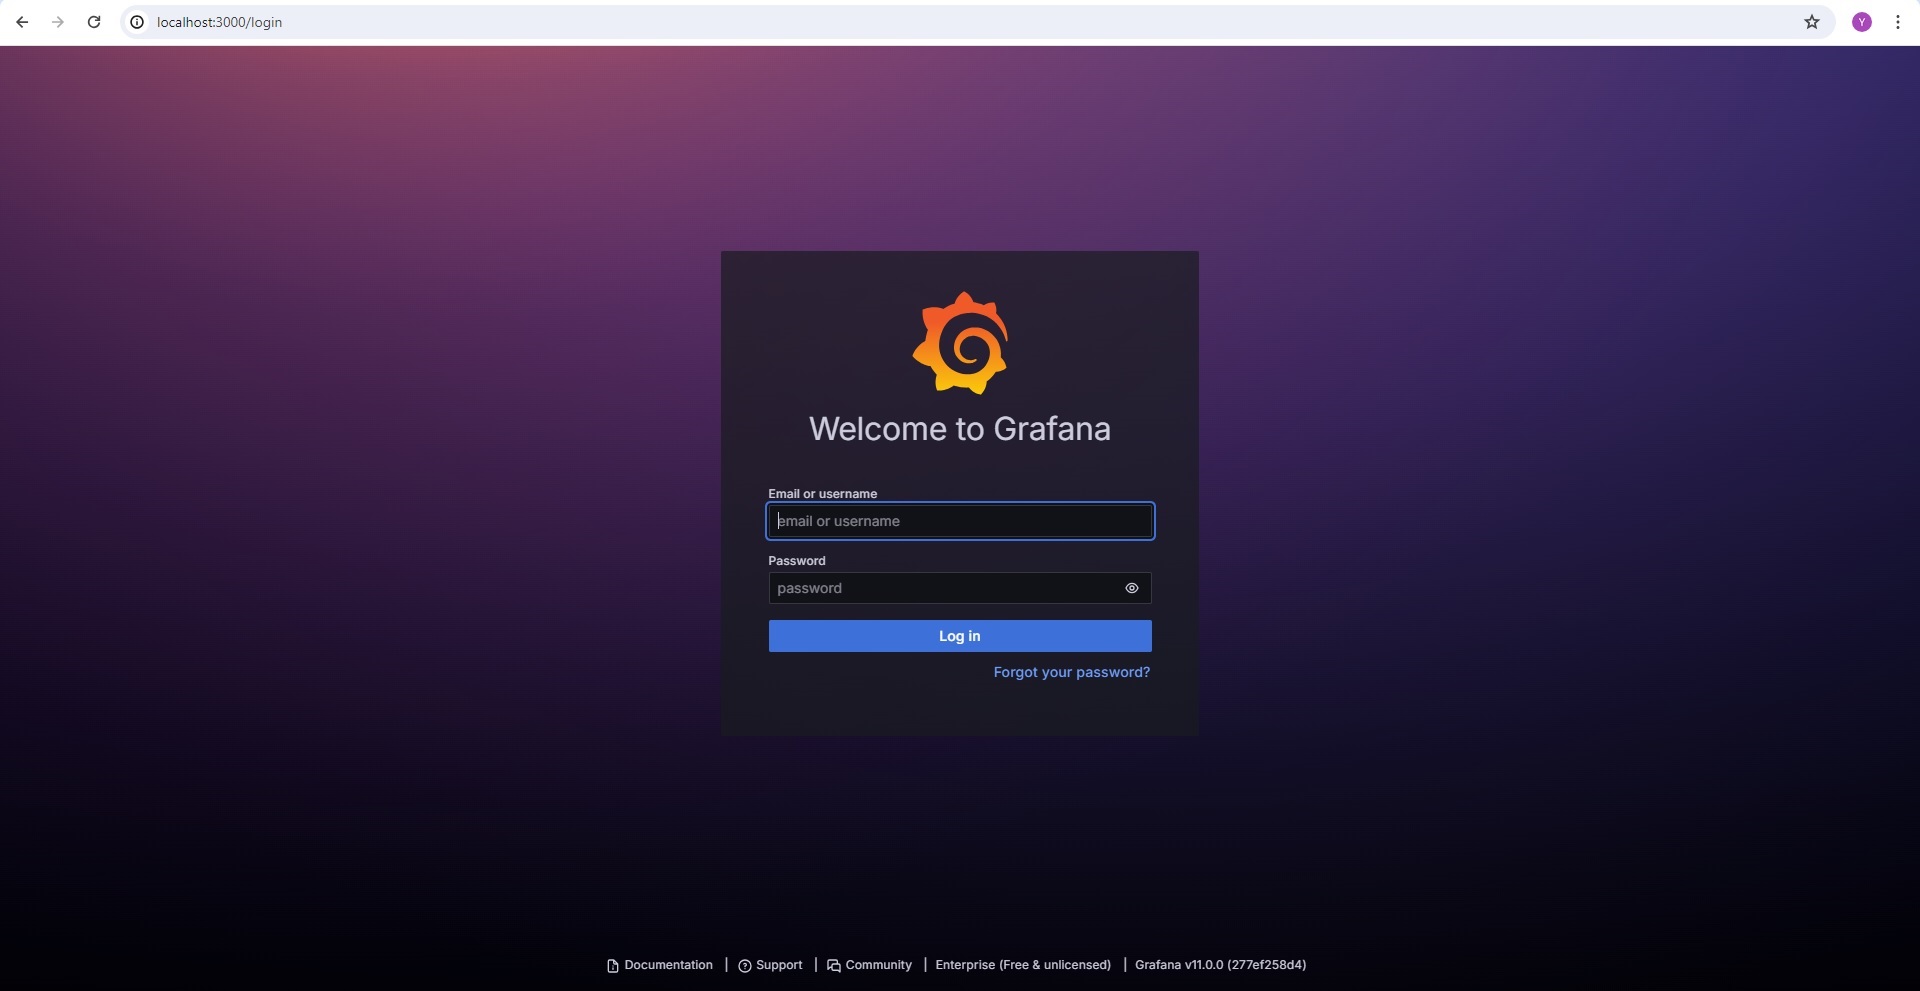 localhost:3000/login
Y
Welcome to Grafana
Email or username
email or username
Password
password
Log in
Forgot your password?
Documentation | Support | Community | Enterprise (Free & unlicensed) | Grafana v11.0.0 (277ef258d4)